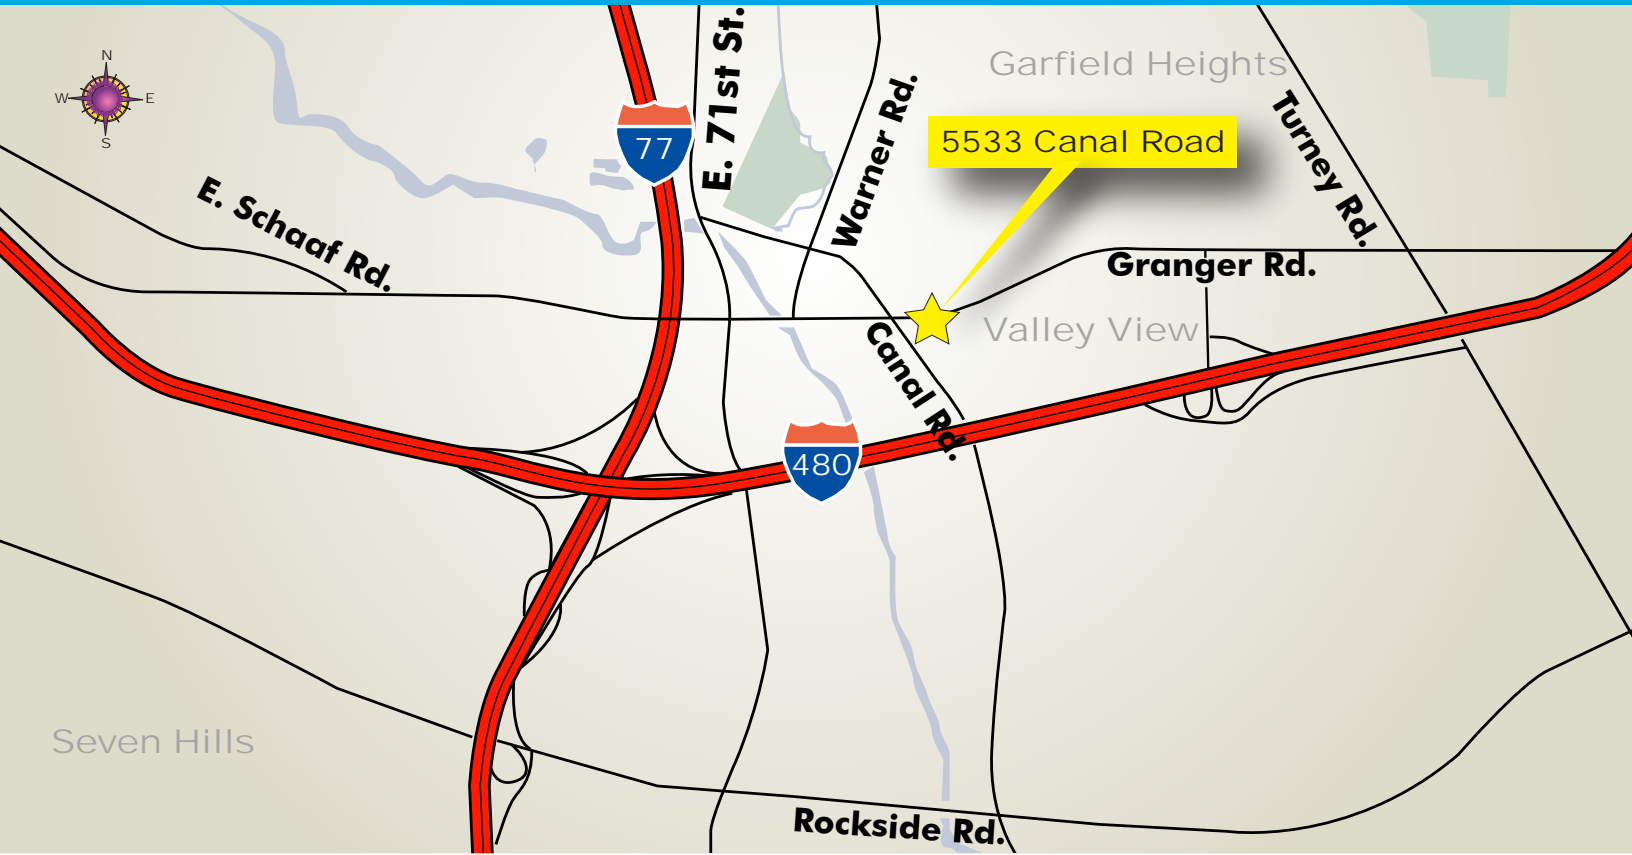 N
W
E
S
E. 71st St.
Warner Rd.
Garfield Heights
5533 Canal Road
Turney Rd.
77
E. Schaaf Rd.
Granger Rd.
Valley View
Canal Rd.
480
Seven Hills
Rockside Rd.